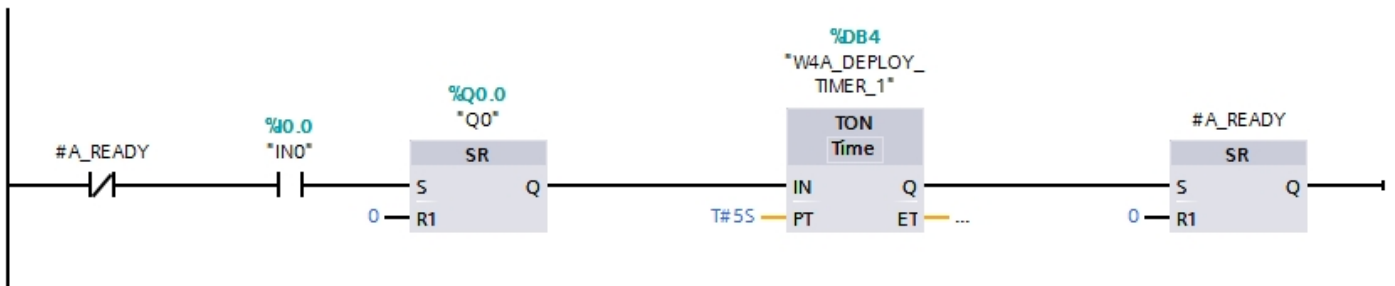 %DB4
"W4A_DEPLOY_
TIMER_1"
%Q0.0
"Q0"
%I0.0
"IN0"
#A_READY
SR
TON
Time
#A_READY
SR
S Q
IN Q
S Q
0 R1
T#5S PT ET ...
0 R1